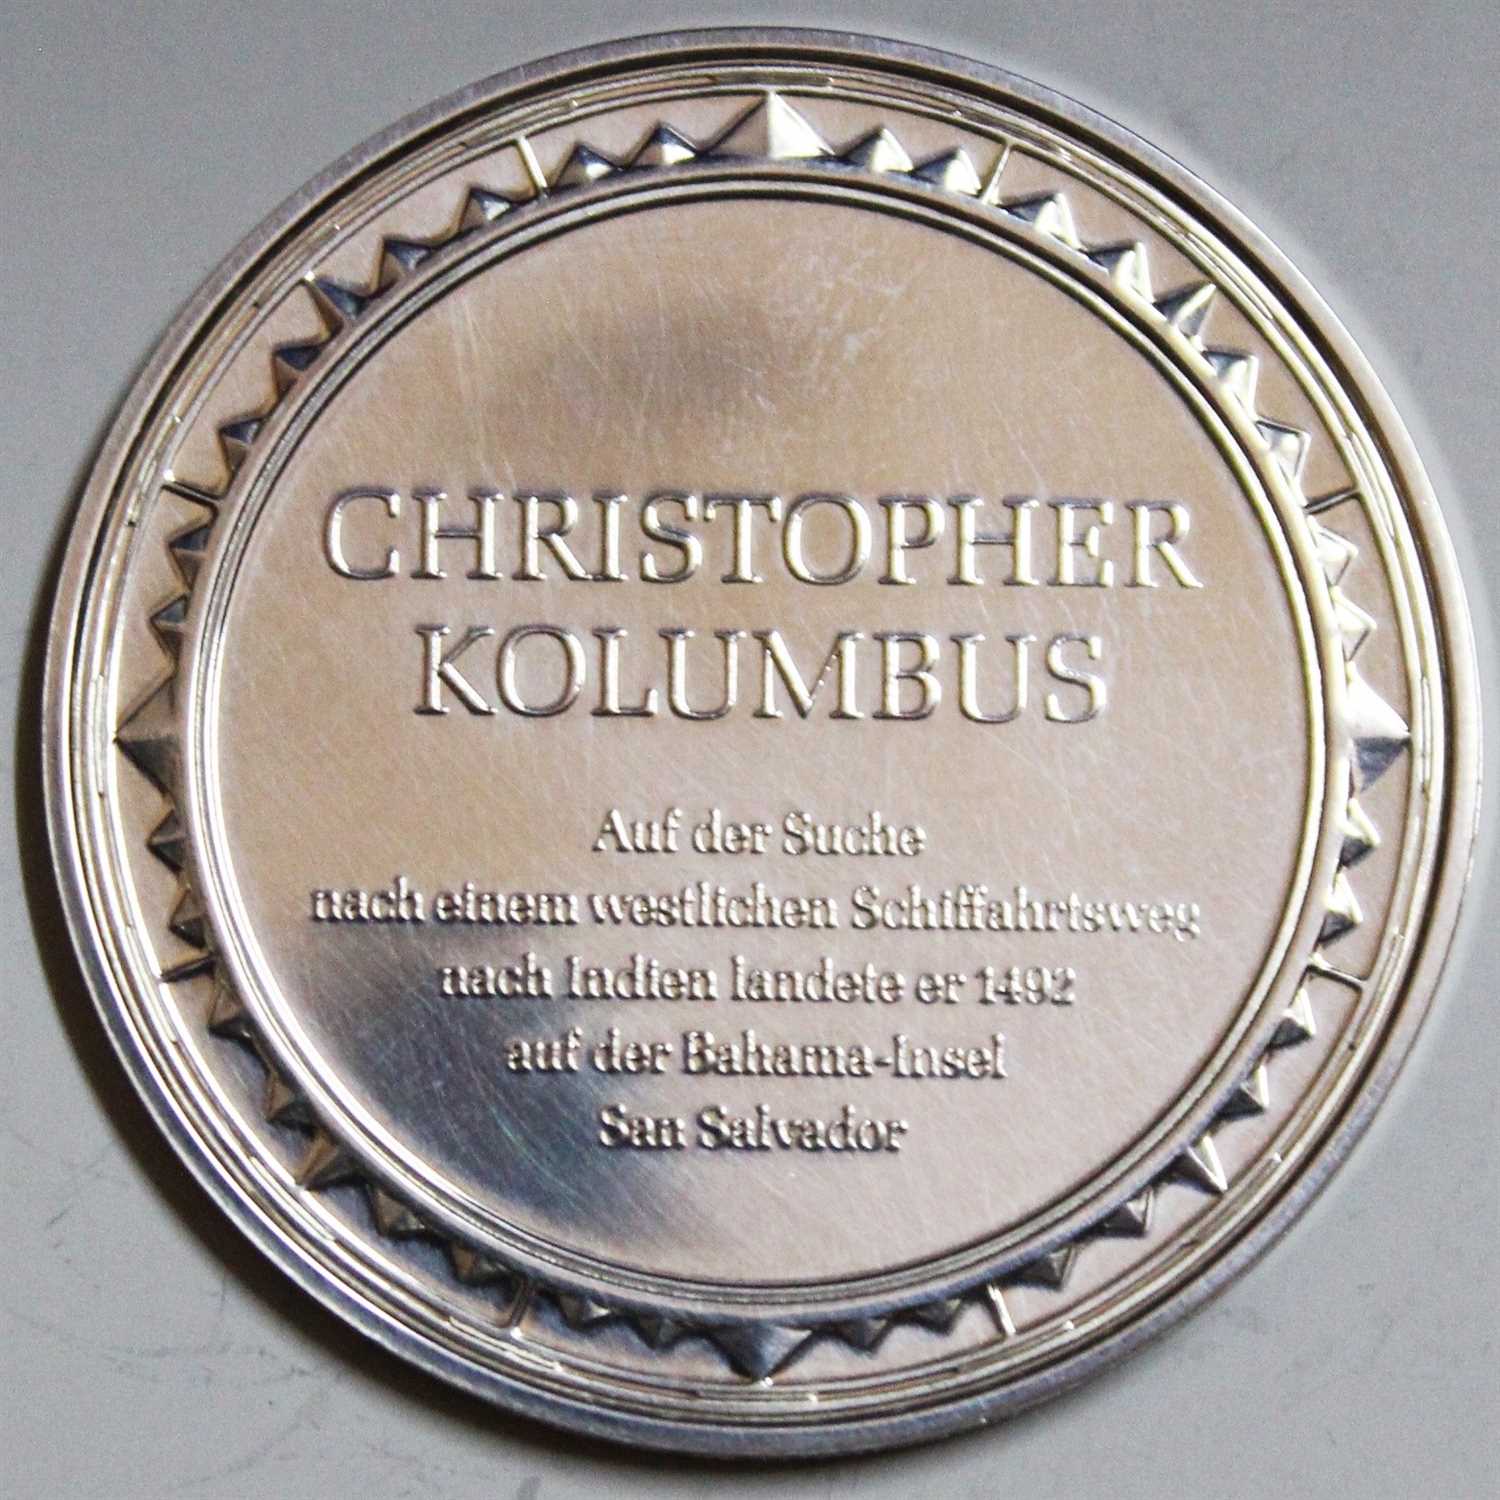 CHRISTOPHER
KOLUMBUS
Auf der Suche
nach einem westlichen Schiffahrtsweg
nach Indien landete er 1492
auf der Bahama-Insel
San Salvador